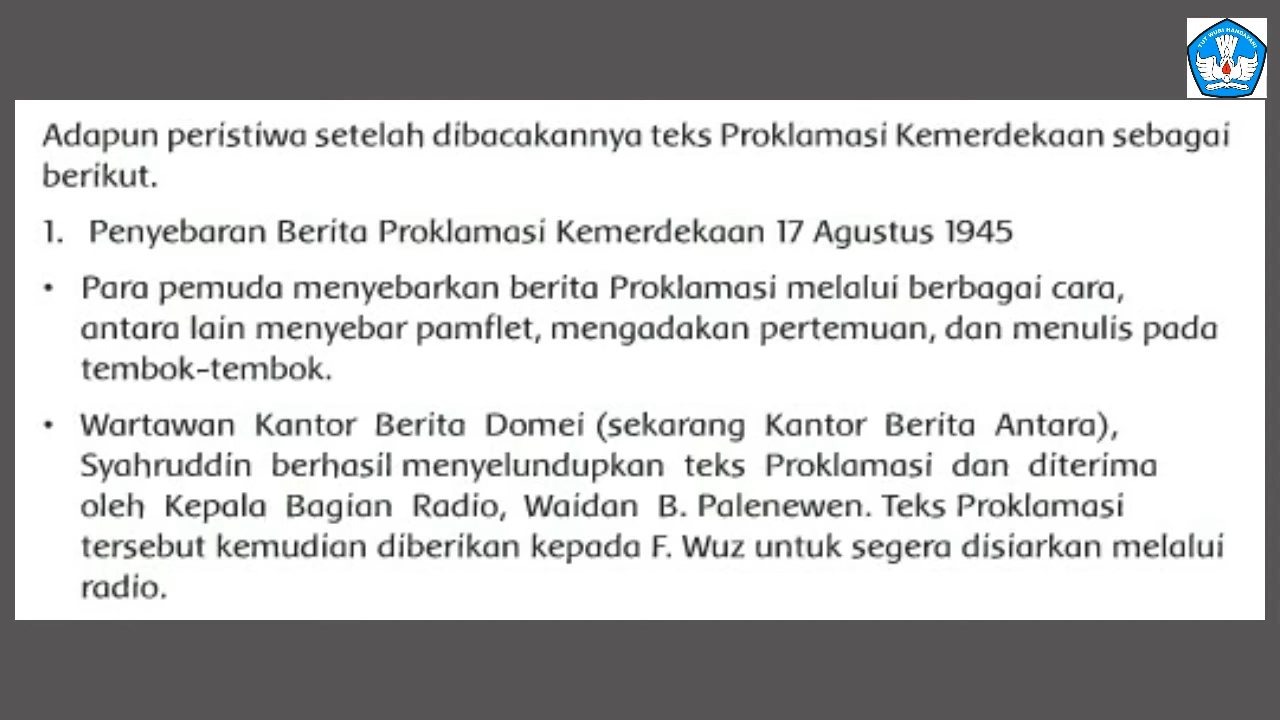 TUT WURI HANDAYANI
Adapun peristiwa setelah dibacakannya teks Proklamasi Kemerdekaan sebagai
berikut.
1. Penyebaran Berita Proklamasi Kemerdekaan 17 Agustus 1945
• Para pemuda menyebarkan berita Proklamasi melalui berbagai cara,
antara lain menyebar pamflet, mengadakan pertemuan, dan menulis pada
tembok-tembok.
• Wartawan Kantor Berita Domei (sekarang Kantor Berita Antara),
Syahruddin berhasil menyelundupkan teks Proklamasi dan diterima
oleh Kepala Bagian Radio, Waidan B. Palenewen. Teks Proklamasi
tersebut kemudian diberikan kepada F. Wuz untuk segera disiarkan melalui
radio.